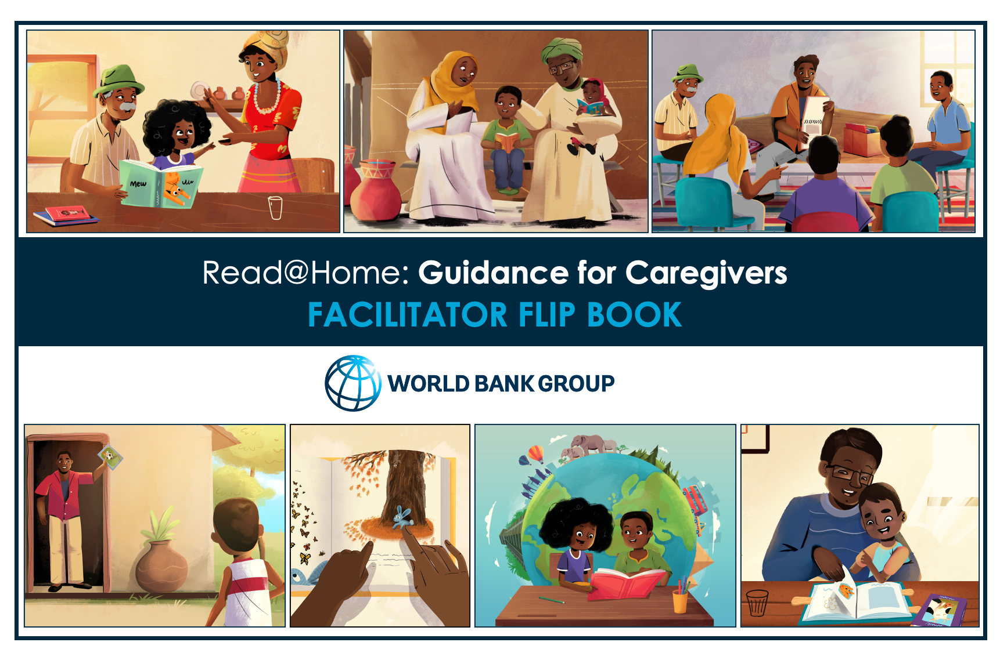 Mew
Read@Home: Guidance for Caregivers
FACILITATOR FLIP BOOK
WORLD BANK GROUP